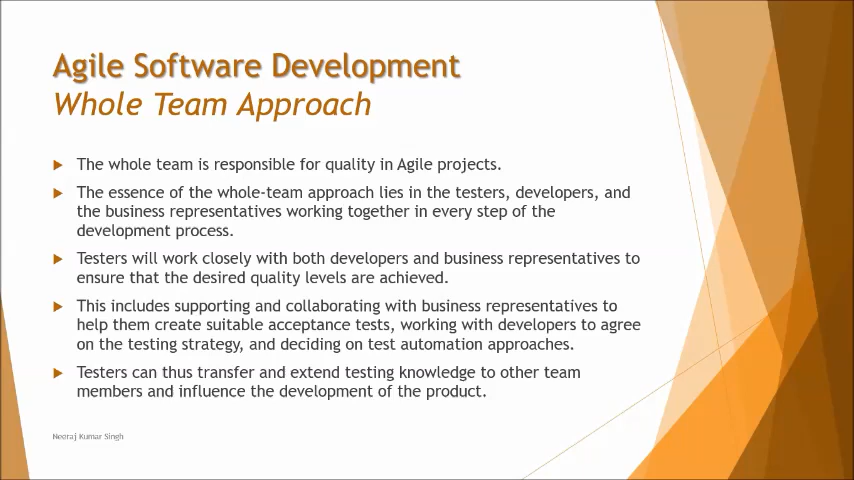 Agile Software Development
Whole Team Approach
The whole team is responsible for quality in Agile projects.
The essence of the whole-team approach lies in the testers, developers, and
the business representatives working together in every step of the
development process.
Testers will work closely with both developers and business representatives to
ensure that the desired quality levels are achieved.
This includes supporting and collaborating with business representatives to
help them create suitable acceptance tests, working with developers to agree
on the testing strategy, and deciding on test automation approaches.
Testers can thus transfer and extend testing knowledge to other team
members and influence the development of the product.
Neeraj Kumar Singh